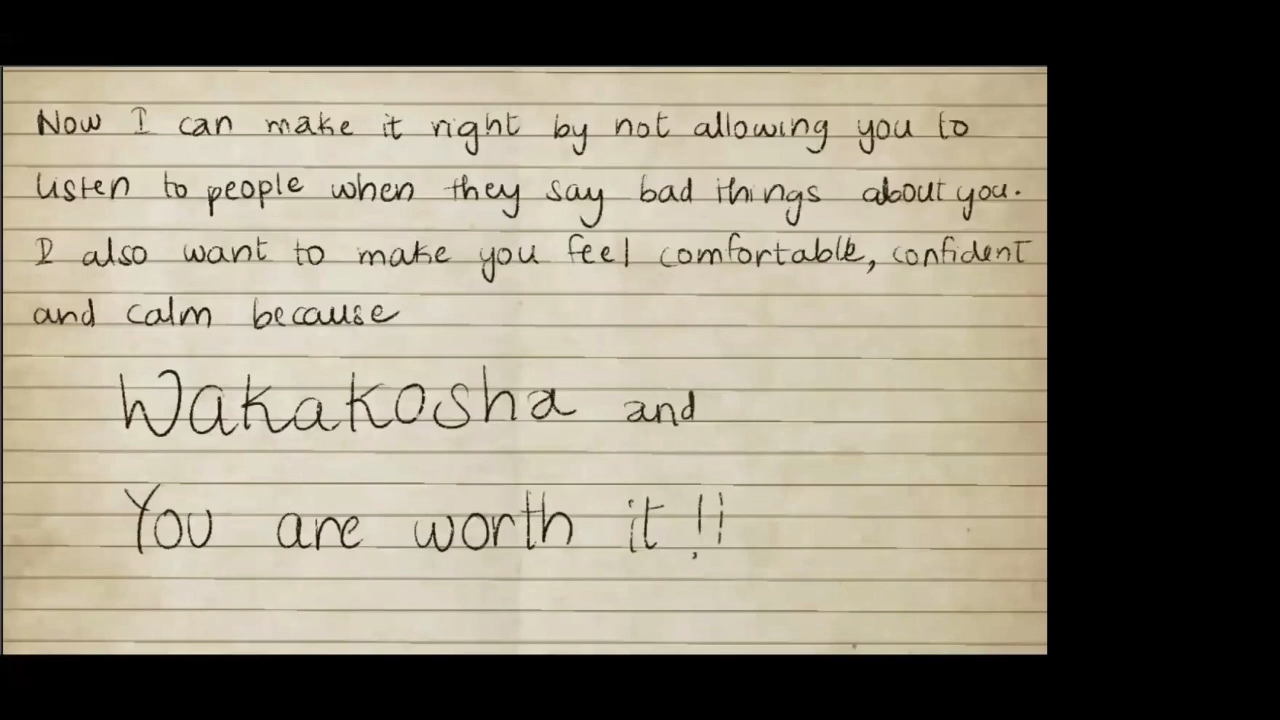 Now I can make it right by not allowing you to
listen to people when they say bad things about you.
I also want to make you feel comfortable, confident
and calm because
Wakakosha and
You are worth it !!